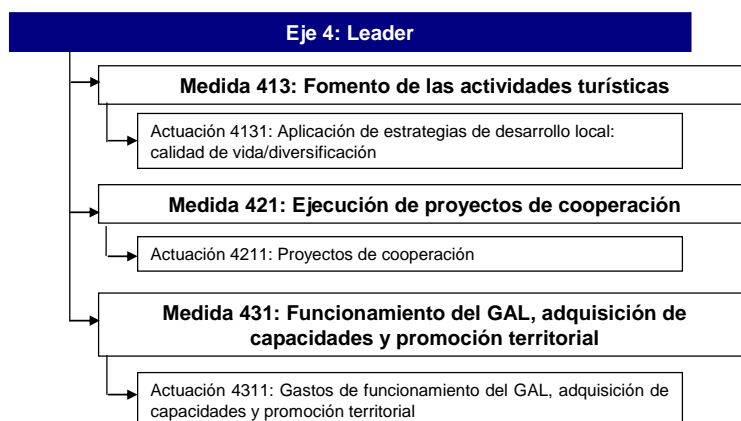 Eje 4: Leader
Medida 413: Fomento de las actividades turísticas
Actuación 4131: Aplicación de estrategias de desarrollo local:
calidad de vida/diversificación
Medida 421: Ejecución de proyectos de cooperación
Actuación 4211: Proyectos de cooperación
Medida 431: Funcionamiento del GAL, adquisición de
capacidades y promoción territorial
Actuación 4311: Gastos de funcionamiento del GAL, adquisición de
capacidades y promoción territorial